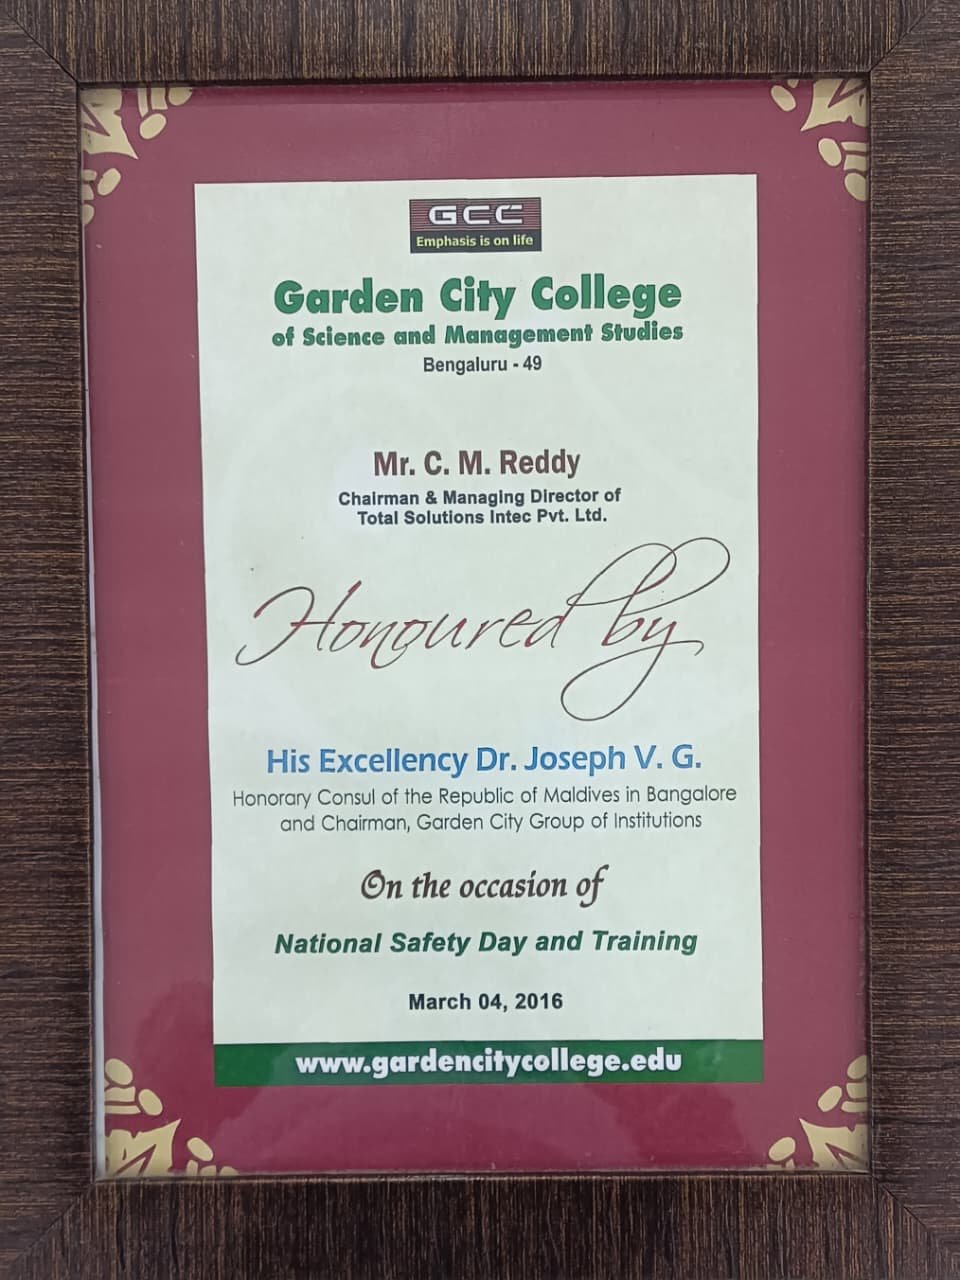 GCC
Emphasis is on life
Garden City College
of Science and Management Studies
Bengaluru - 49
Mr. C. M. Reddy
Chairman & Managing Director of
Total Solutions Intec Pvt. Ltd.
Honoured by
His Excellency Dr. Joseph V. G.
Honorary Consul of the Republic of Maldives in Bangalore
and Chairman, Garden City Group of Institutions
On the occasion of
National Safety Day and Training
March 04, 2016
www.gardencitycollege.edu